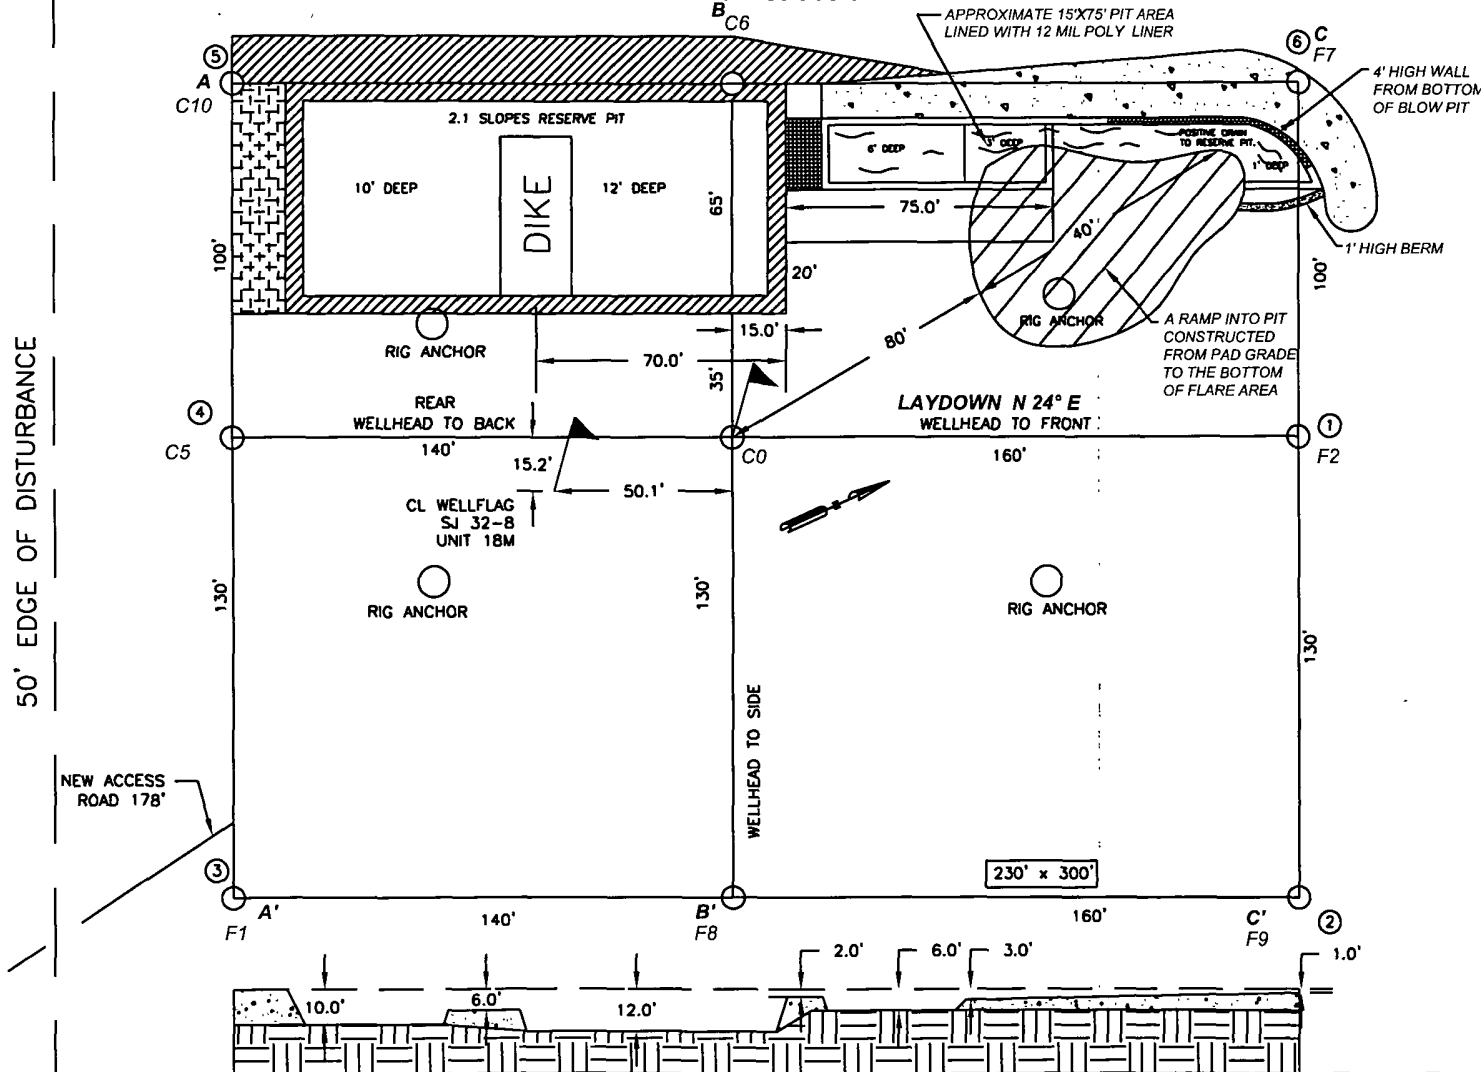 B
C6
APPROXIMATE 15'X75' PIT AREA
LINED WITH 12 MIL POLY LINER
6
C
F7
4' HIGH WALL
FROM BOTTOM
OF BLOW PIT
5
A
C10
2.1 SLOPES RESERVE PIT
10' DEEP
DIKE
12' DEEP
65'
6' DEEP
3' DEEP
POSITIVE DRAIN
TO RESERVE PIT.
1' DEEP
75.0'
40'
1' HIGH BERM
100'
100'
20'
RIG ANCHOR
RIG ANCHOR
A RAMP INTO PIT
CONSTRUCTED
FROM PAD GRADE
TO THE BOTTOM
OF FLARE AREA
15.0'
70.0'
80'
35'
50' EDGE OF DISTURBANCE
4
C5
REAR
WELLHEAD TO BACK
140'
LAYDOWN N 24° E
WELLHEAD TO FRONT
160'
1
F2
C0
15.2'
50.1'
CL WELLFLAG
SJ 32-8
UNIT 18M
RIG ANCHOR
RIG ANCHOR
130'
130'
130'
WELLHEAD TO SIDE
NEW ACCESS
ROAD 178'
230' x 300'
3
A'
F1
140'
B'
F8
160'
C'
F9
2
2.0'
6.0'
3.0'
1.0'
10.0'
6.0'
12.0'